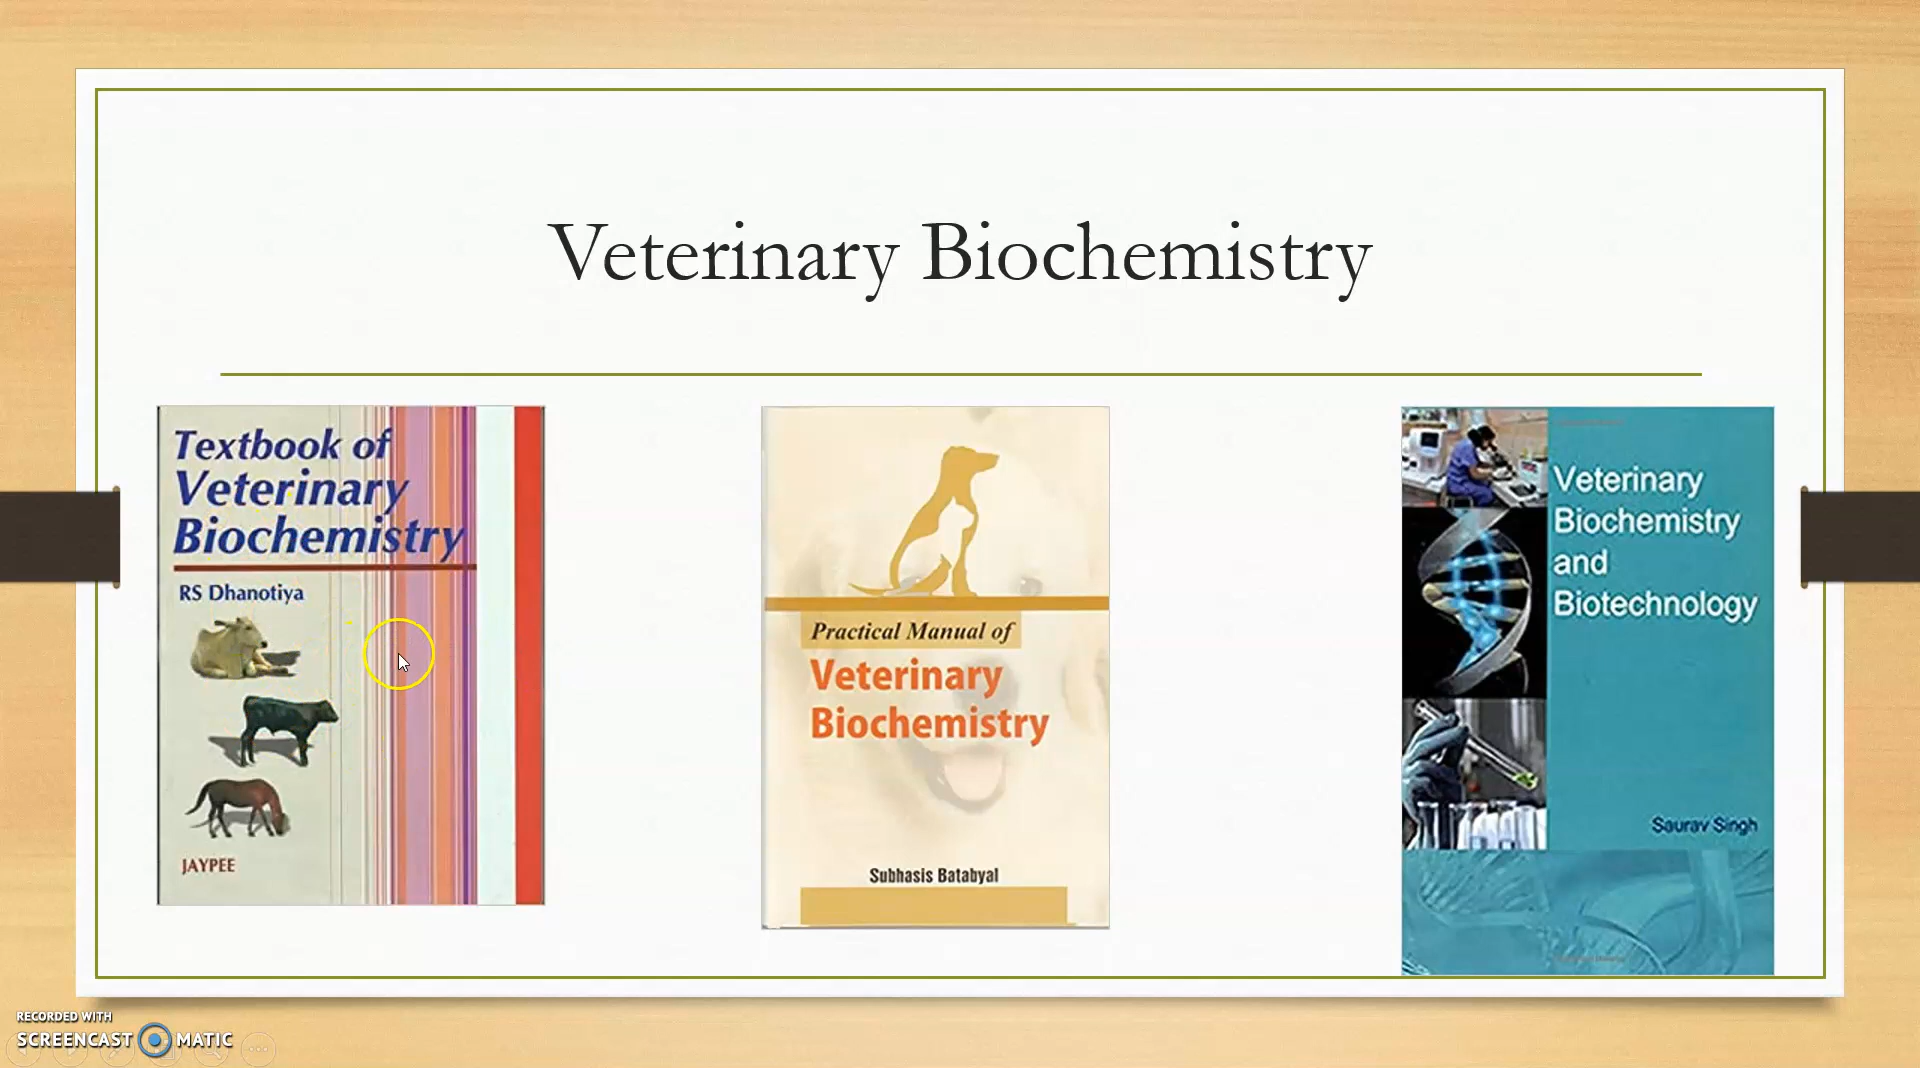 Veterinary Biochemistry
Textbook of
Veterinary
Biochemistry
RS Dhanotiya
JAYPEE
Practical Manual of
Veterinary
Biochemistry
Subhasis Batabyal
Veterinary
Biochemistry
and
Biotechnology
Saurav Singh
RECORDED WITH
SCREENCAST MATIC